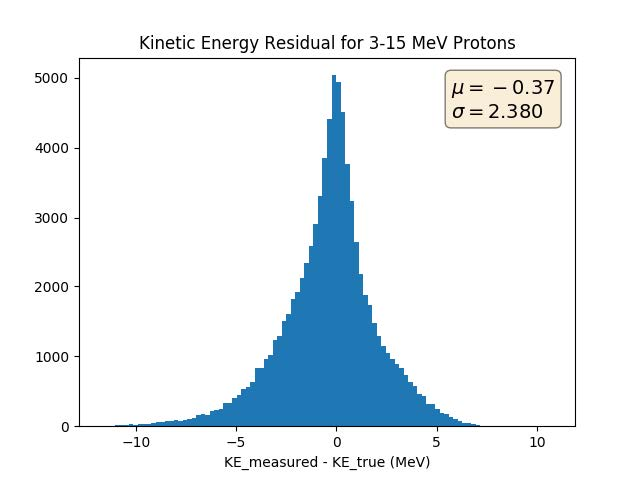 Kinetic Energy Residual for 3-15 MeV Protons
μ = −0.37
σ = 2.380
5000
4000
3000
2000
1000
0
−10
−5
0
5
10
KE_measured - KE_true (MeV)